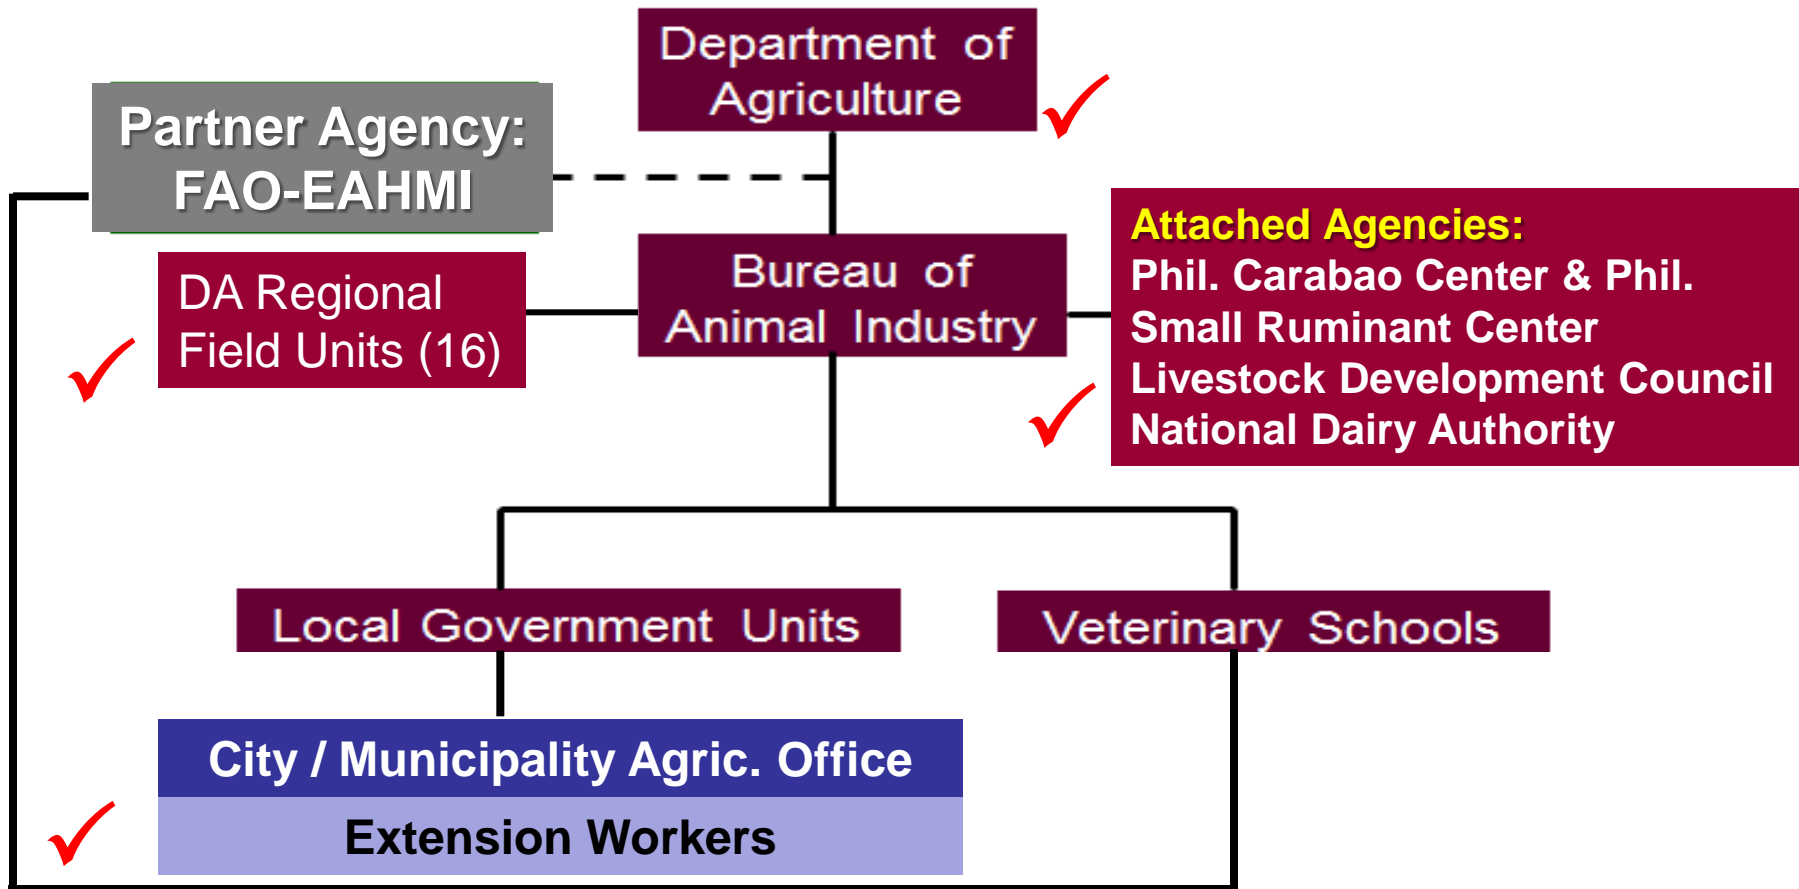 Department of
Agriculture
Partner Agency:
FAO-EAHMI
Attached Agencies:
Phil. Carabao Center & Phil.
Small Ruminant Center
Livestock Development Council
National Dairy Authority
DA Regional
Field Units (16)
Bureau of
Animal Industry
Local Government Units
Veterinary Schools
City / Municipality Agric. Office
Extension Workers